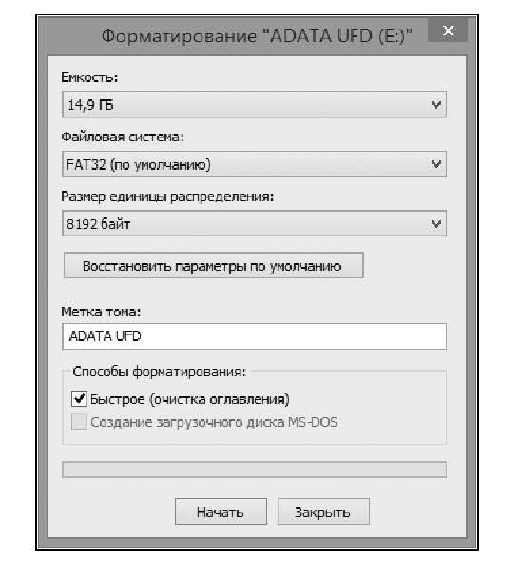 Форматирование "ADATA UFD (E:)"
Емкость:
14,9 ГБ
Файловая система:
FAT32 (по умолчанию)
Размер единицы распределения:
8192 байт
Восстановить параметры по умолчанию
Метка тома:
ADATA UFD
Способы форматирования:
Быстрое (очистка оглавления)
Создание загрузочного диска MS-DOS
Начать
Закрыть